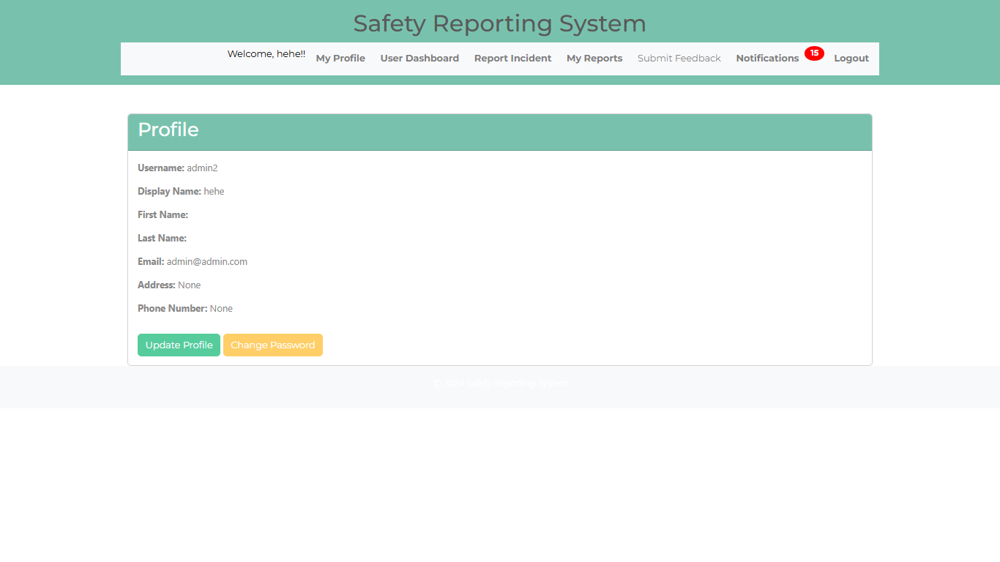 Safety Reporting System
Welcome, hehe!! My Profile User Dashboard Report Incident My Reports Submit Feedback Notifications 15 Logout
Profile
Username: admin2
Display Name: hehe
First Name:
Last Name:
Email: admin@admin.com
Address: None
Phone Number: None
Update Profile Change Password
© 2024 Safety Reporting System